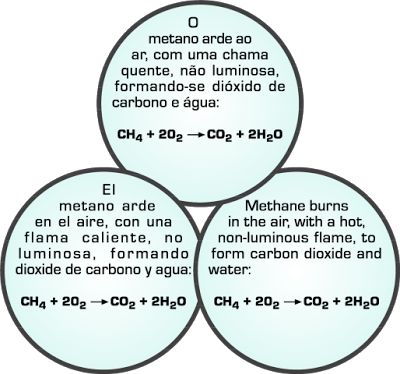 O
metano arde ao
ar, com uma chama
quente, não luminosa,
formando-se dióxido de
carbono e água:
CH₄ + 2O₂ → CO₂ + 2H₂O
El
metano arde
en el aire, con una
flama caliente, no
luminosa, formando
dioxide de carbono y agua:
CH₄ + 2O₂ → CO₂ + 2H₂O
Methane burns
in the air, with a hot,
non-luminous flame, to
form carbon dioxide and
water:
CH₄ + 2O₂ → CO₂ + 2H₂O